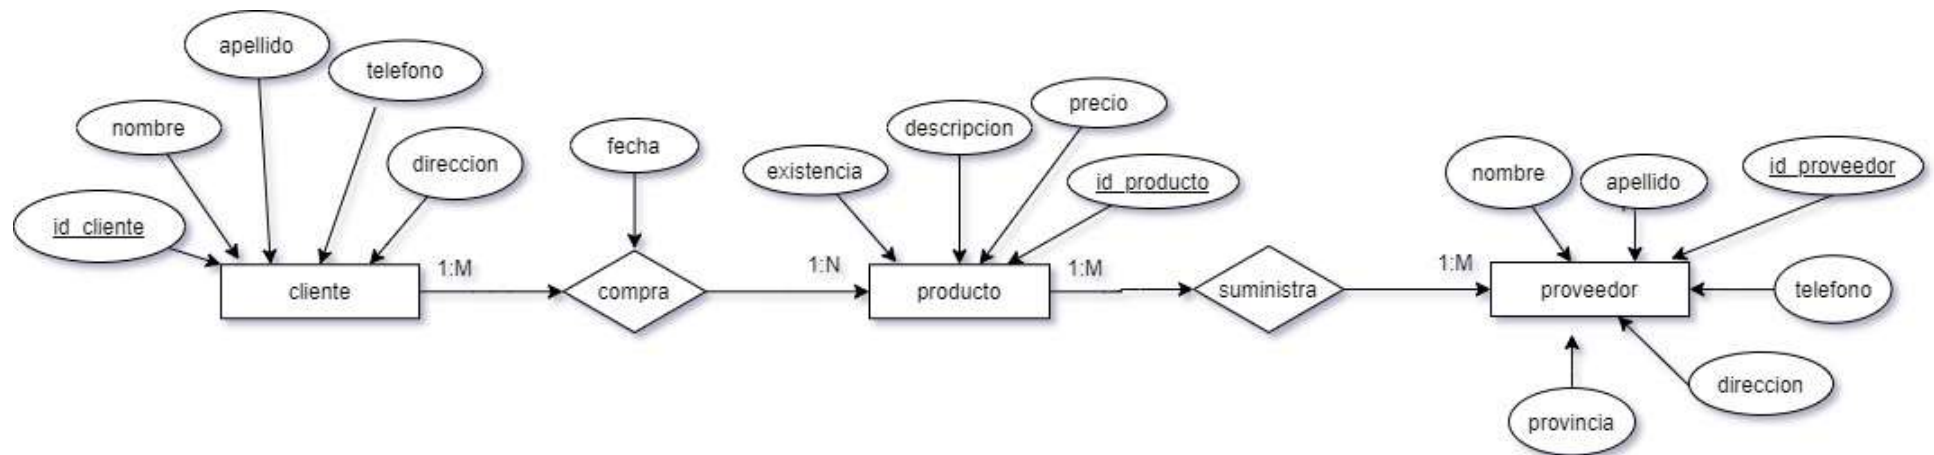 apellido
telefono
nombre
direccion
id_cliente
cliente
1:M
fecha
compra
1:N
existencia
descripcion
precio
id_producto
producto
1:M
suministra
1:M
nombre
apellido
id_proveedor
proveedor
telefono
direccion
provincia